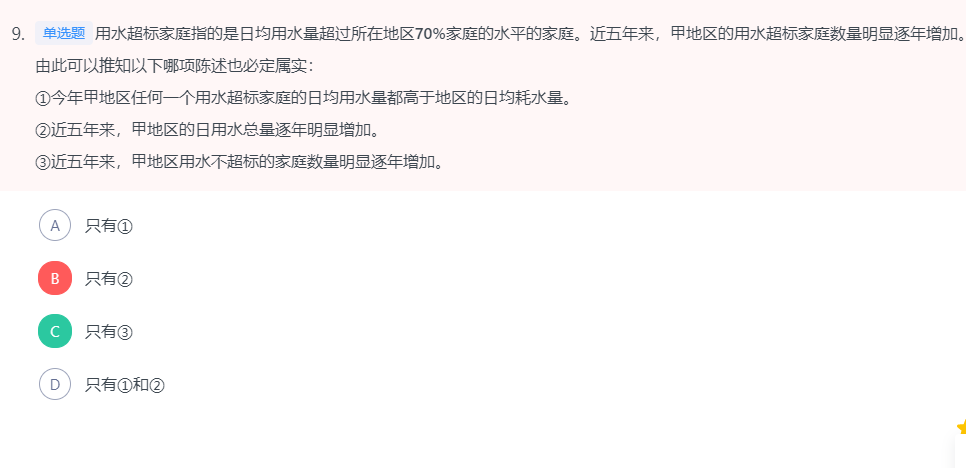 9. 单选题 用水超标家庭指的是日均用水量超过所在地区70%家庭的水平的家庭。近五年来，甲地区的用水超标家庭数量明显逐年增加。
由此可以推知以下哪项陈述也必定属实：
①今年甲地区任何一个用水超标家庭的日均用水量都高于地区的日均耗水量。
②近五年来，甲地区的日用水总量逐年明显增加。
③近五年来，甲地区用水不超标的家庭数量明显逐年增加。
A 只有①
B 只有②
C 只有③
D 只有①和②